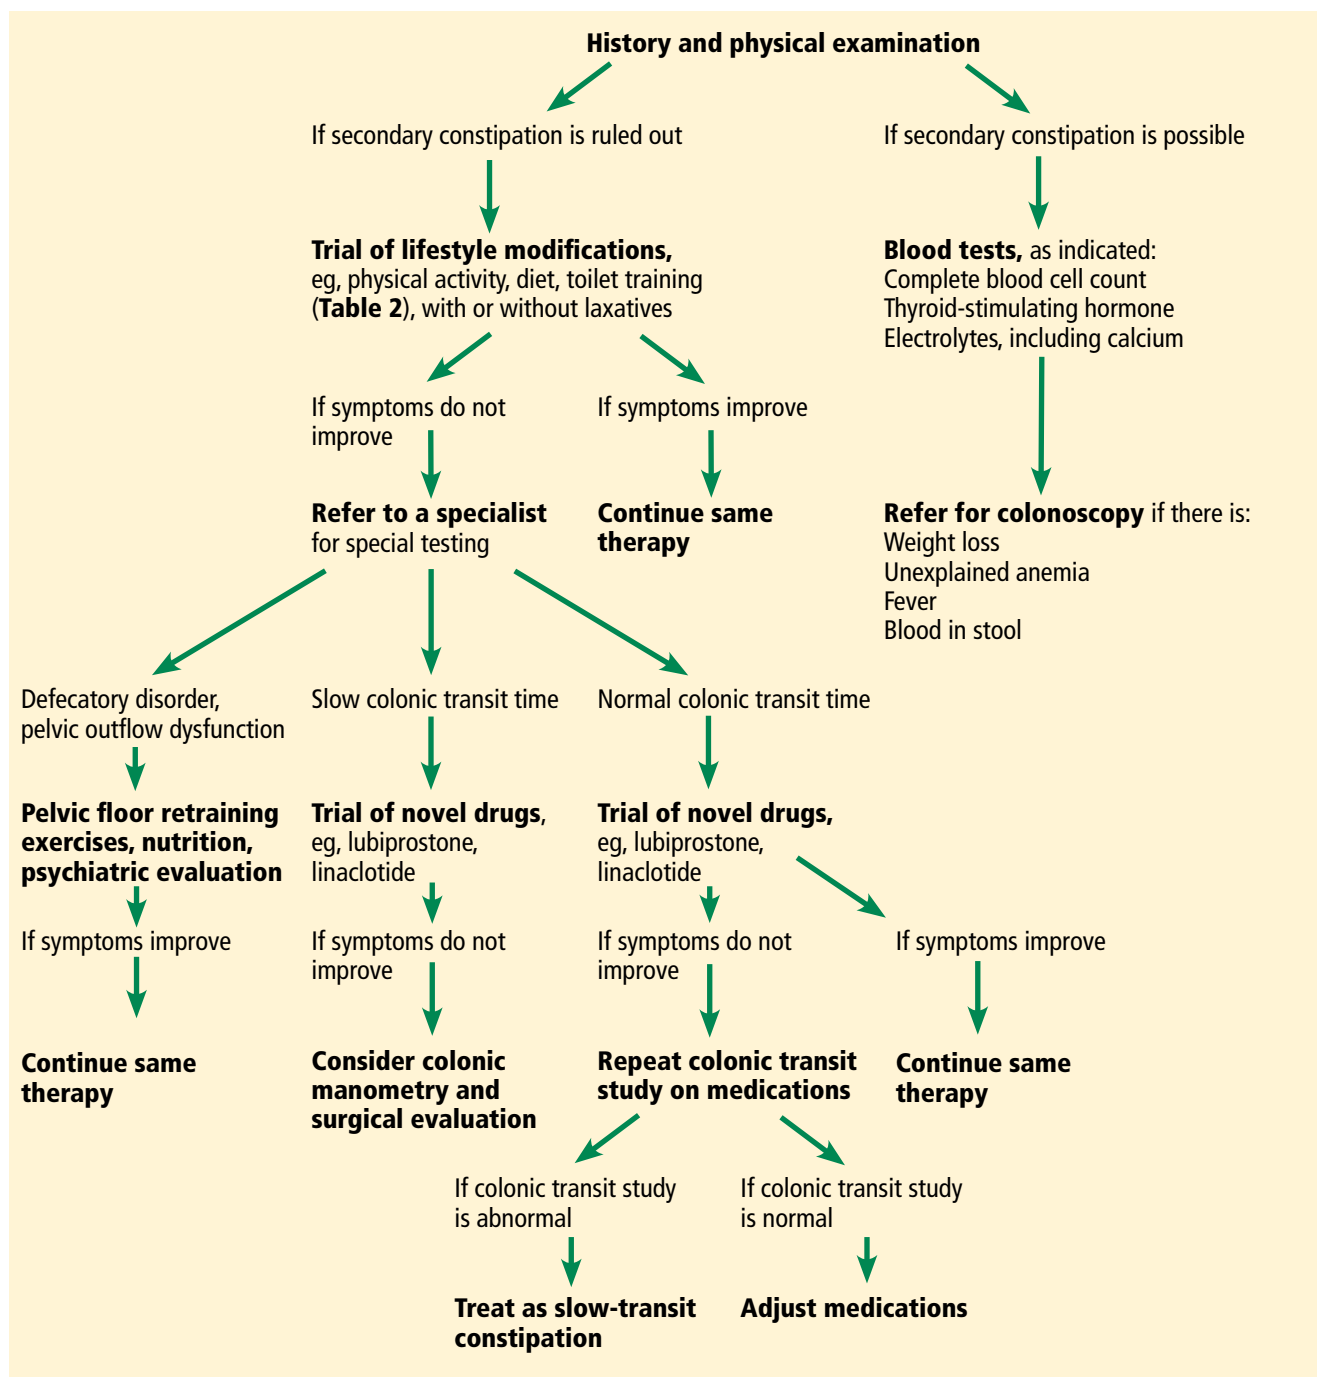 History and physical examination
If secondary constipation is ruled out
If secondary constipation is possible
Trial of lifestyle modifications,
eg, physical activity, diet, toilet training
(Table 2), with or without laxatives
Blood tests, as indicated:
Complete blood cell count
Thyroid-stimulating hormone
Electrolytes, including calcium
If symptoms do not
improve
If symptoms improve
Refer to a specialist
for special testing
Continue same
therapy
Refer for colonoscopy if there is:
Weight loss
Unexplained anemia
Fever
Blood in stool
Defecatory disorder,
pelvic outflow dysfunction
Slow colonic transit time
Normal colonic transit time
Pelvic floor retraining
exercises, nutrition,
psychiatric evaluation
Trial of novel drugs,
eg, lubiprostone,
linaclotide
Trial of novel drugs,
eg, lubiprostone,
linaclotide
If symptoms improve
If symptoms do not
improve
If symptoms do not
improve
If symptoms improve
Continue same
therapy
Consider colonic
manometry and
surgical evaluation
Repeat colonic transit
study on medications
Continue same
therapy
If colonic transit study
is abnormal
If colonic transit study
is normal
Treat as slow-transit
constipation
Adjust medications